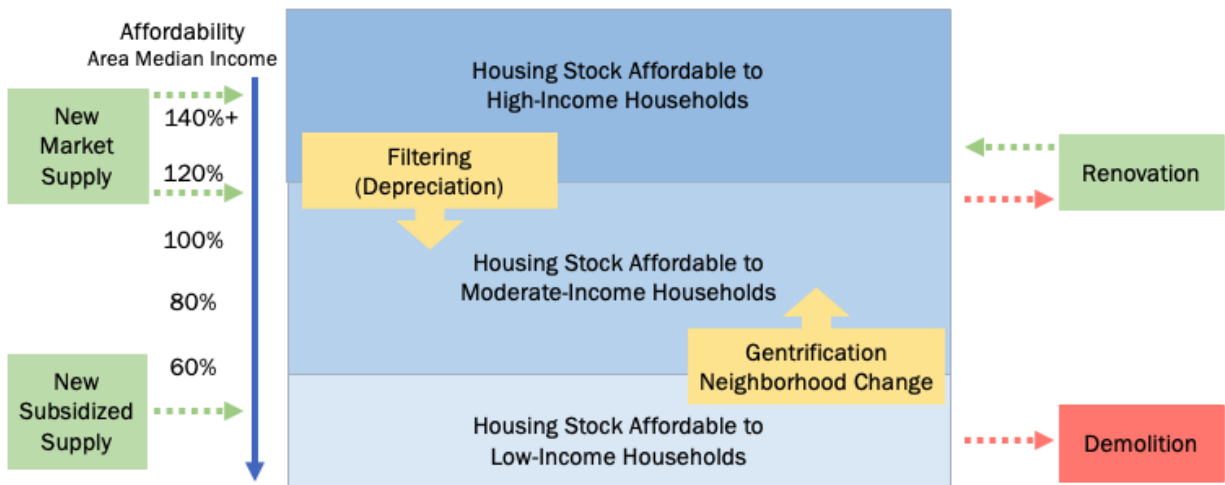 Affordability
Area Median Income
New
Market
Supply
140%+
120%
100%
80%
60%
New
Subsidized
Supply
Housing Stock Affordable to
High-Income Households
Filtering
(Depreciation)
Housing Stock Affordable to
Moderate-Income Households
Gentrification
Neighborhood Change
Housing Stock Affordable to
Low-Income Households
Renovation
Demolition